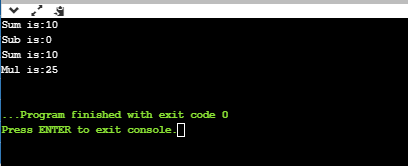 Sum is:10
Sub is:0
Sum is:10
Mul is:25
...Program finished with exit code 0
Press ENTER to exit console.